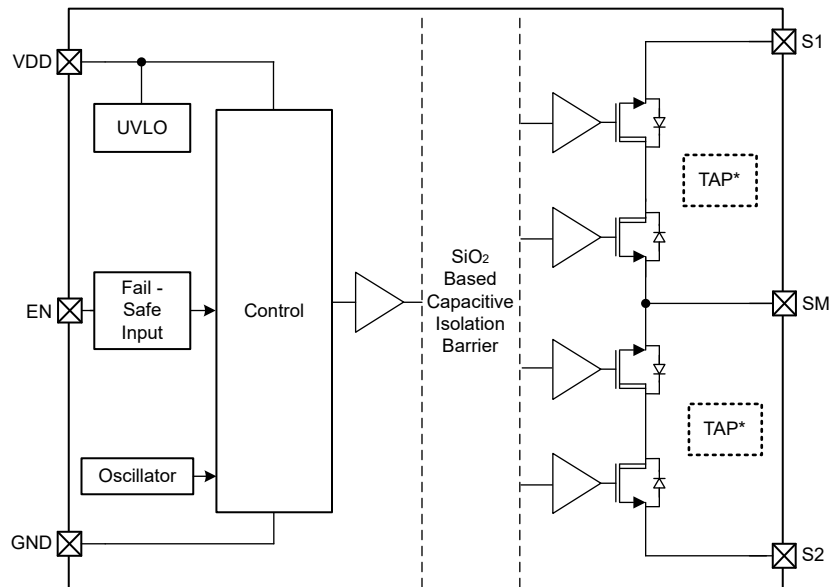 VDD
UVLO
EN
Fail -
Safe
Input
Control
Oscillator
GND
SiO2
Based
Capacitive
Isolation
Barrier
S1
TAP*
SM
TAP*
S2